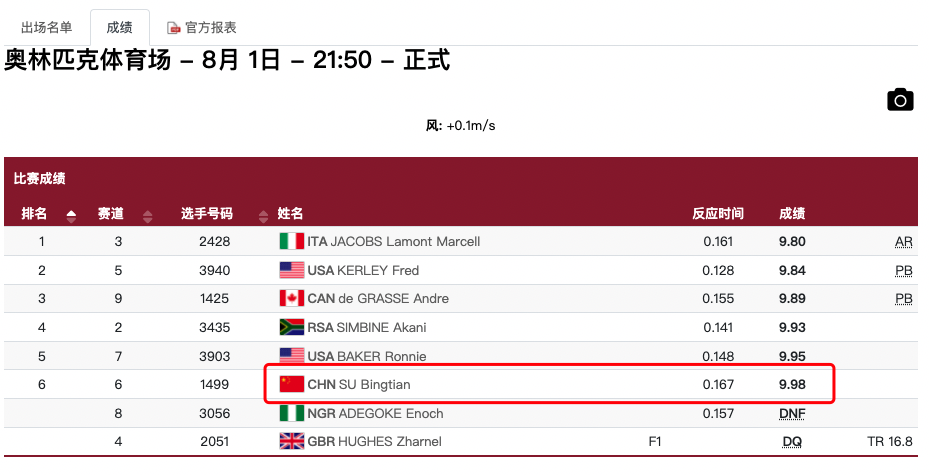 出场名单 成绩 官方报表
奥林匹克体育场 – 8月 1日 – 21:50 – 正式
风: +0.1m/s
比赛成绩
排名 赛道 选手号码 姓名 反应时间 成绩
1 3 2428 ITA JACOBS Lamont Marcell 0.161 9.80 AR
2 5 3940 USA KERLEY Fred 0.128 9.84 PB
3 9 1425 CAN de GRASSE Andre 0.155 9.89 PB
4 2 3435 RSA SIMBINE Akani 0.141 9.93
5 7 3903 USA BAKER Ronnie 0.148 9.95
6 6 1499 CHN SU Bingtian 0.167 9.98
8 3056 NGR ADEGOKE Enoch 0.157 DNF
4 2051 GBR HUGHES Zharnel F1 DQ TR 16.8